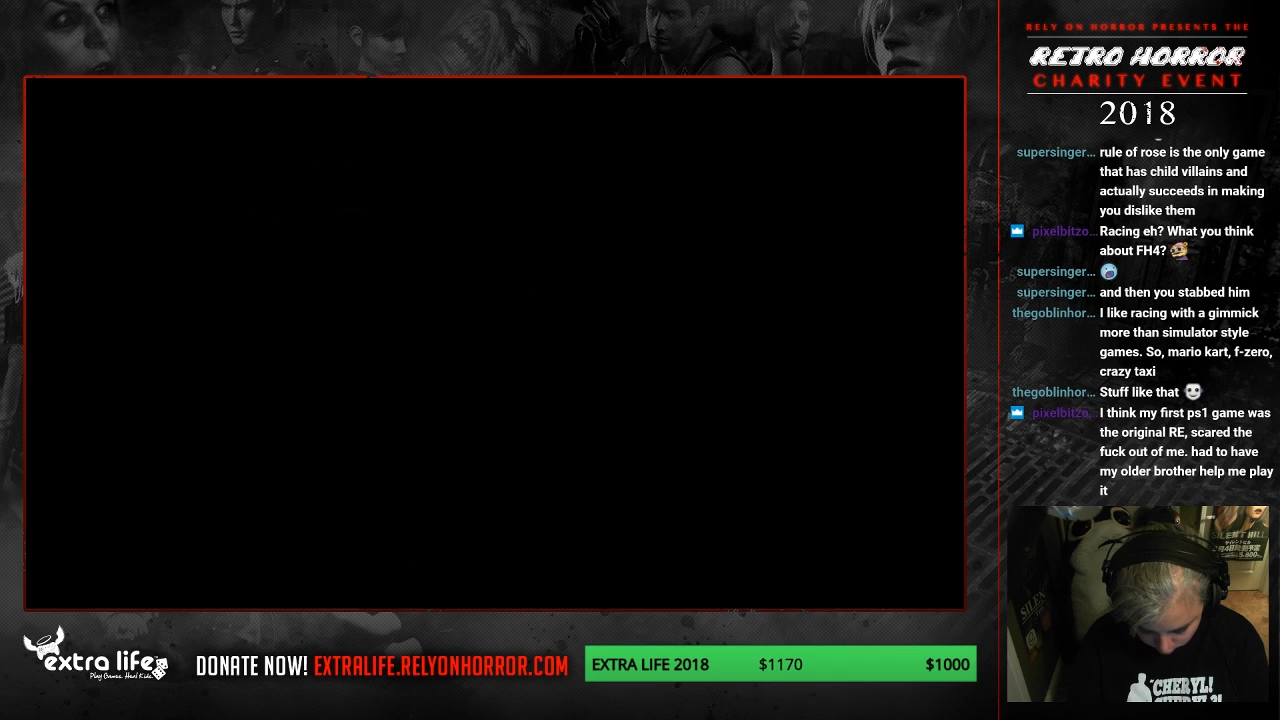 RELY ON HORROR PRESENTS THE
RETRO HORROR
CHARITY EVENT
2018
supersinger... rule of rose is the only game
that has child villains and
actually succeeds in making
you dislike them
pixelbitzo... Racing eh? What you think
about FH4?
supersinger...
supersinger... and then you stabbed him
thegoblinhor... I like racing with a gimmick
more than simulator style
games. So, mario kart, f-zero,
crazy taxi
thegoblinhor... Stuff like that
pixelbitzo... I think my first ps1 game was
the original RE, scared the
fuck out of me. had to have
my older brother help me play
it
SILENT HILL
SILEN
"CHERYL!
extra life
Play Games. Heal Kids.
DONATE NOW! EXTRALIFE.RELYONHORROR.COM
EXTRA LIFE 2018 $1170 $1000